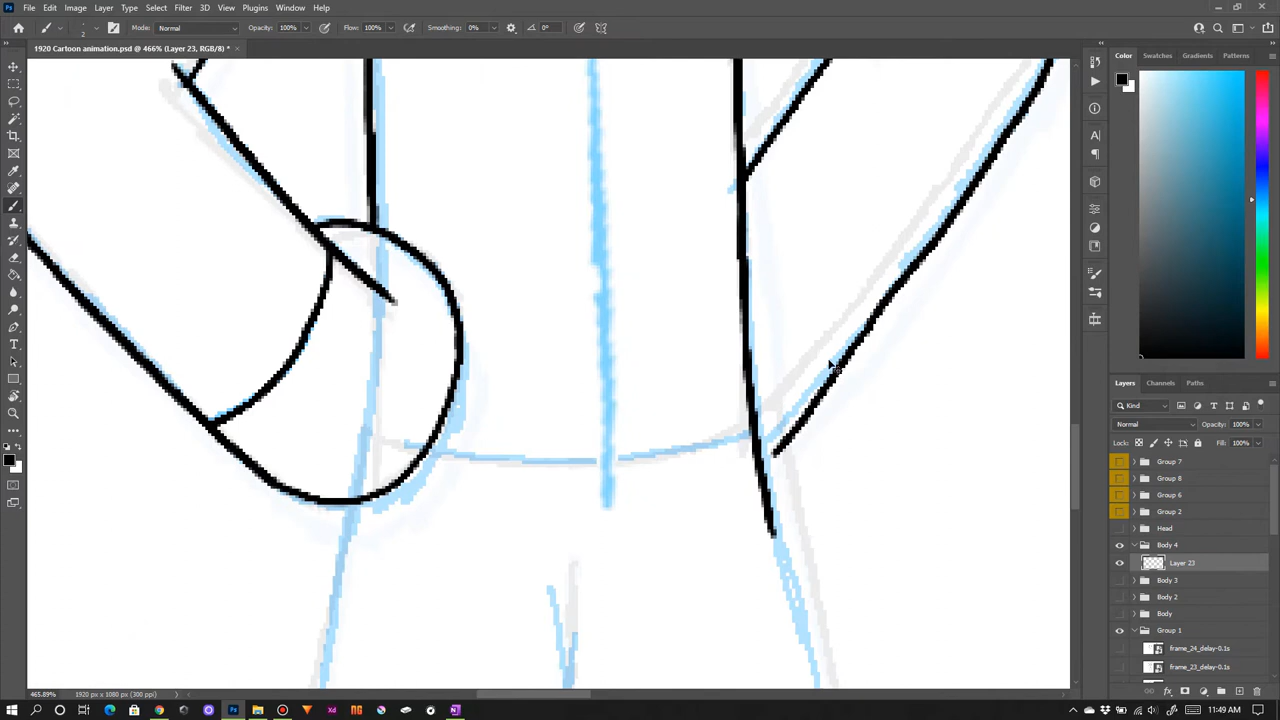 File Edit Image Layer Type Select Filter 3D View Plugins Window Help
2 Mode: Normal Opacity: 100% Flow: 100% Smoothing: 0% 0°
1920 Cartoon animation.psd @ 466% (Layer 23, RGB/8) *
Color Swatches Gradients Patterns
Layers Channels Paths
Kind
Normal Opacity: 100%
Lock: Fill: 100%
Group 7
Group 8
Group 6
Group 2
Head
Body 4
Layer 23
Body 3
Body 2
Body
Group 1
frame_24_delay-0.1s
frame_23_delay-0.1s
465.89% 1920 px x 1080 px (300 ppi)
11:49 AM